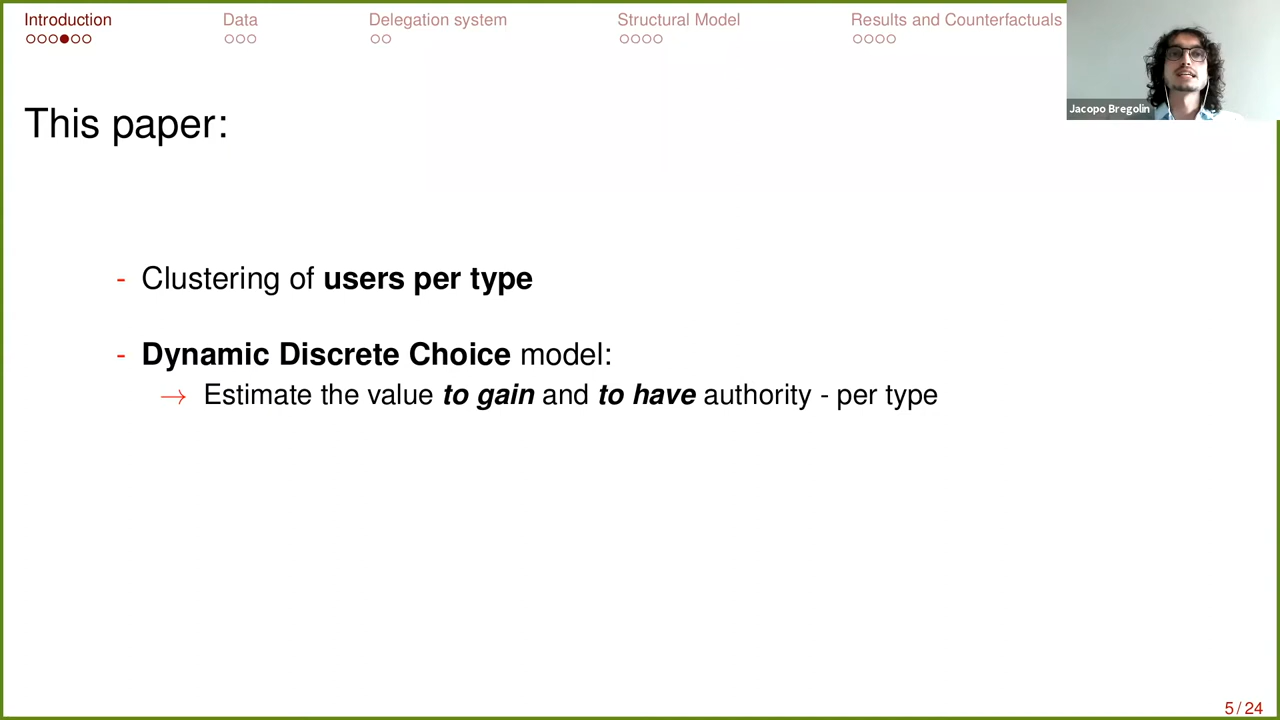 Introduction
Data
Delegation system
Structural Model
Results and Counterfactuals
Jacopo Bregolin
This paper:
- Clustering of users per type
- Dynamic Discrete Choice model:
→ Estimate the value to gain and to have authority - per type
5 / 24